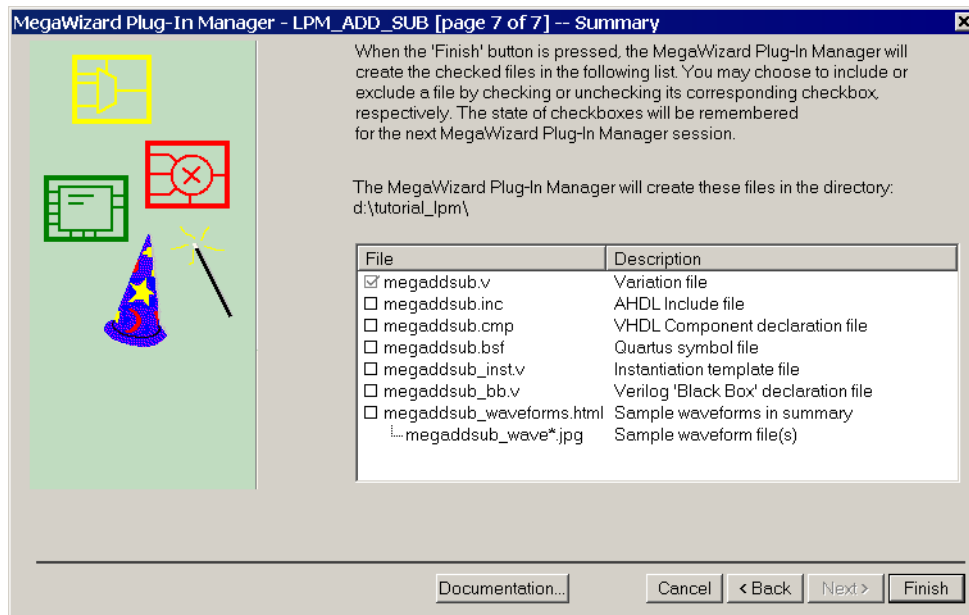 MegaWizard Plug-In Manager - LPM_ADD_SUB [page 7 of 7] -- Summary
When the 'Finish' button is pressed, the MegaWizard Plug-In Manager will
create the checked files in the following list. You may choose to include or
exclude a file by checking or unchecking its corresponding checkbox,
respectively. The state of checkboxes will be remembered
for the next MegaWizard Plug-In Manager session.
The MegaWizard Plug-In Manager will create these files in the directory:
d:\tutorial_lpm\
File Description
megaddsub.v Variation file
megaddsub.inc AHDL Include file
megaddsub.cmp VHDL Component declaration file
megaddsub.bsf Quartus symbol file
megaddsub_inst.v Instantiation template file
megaddsub_bb.v Verilog 'Black Box' declaration file
megaddsub_waveforms.html Sample waveforms in summary
megaddsub_wave*.jpg Sample waveform file(s)
Documentation... Cancel < Back Next > Finish